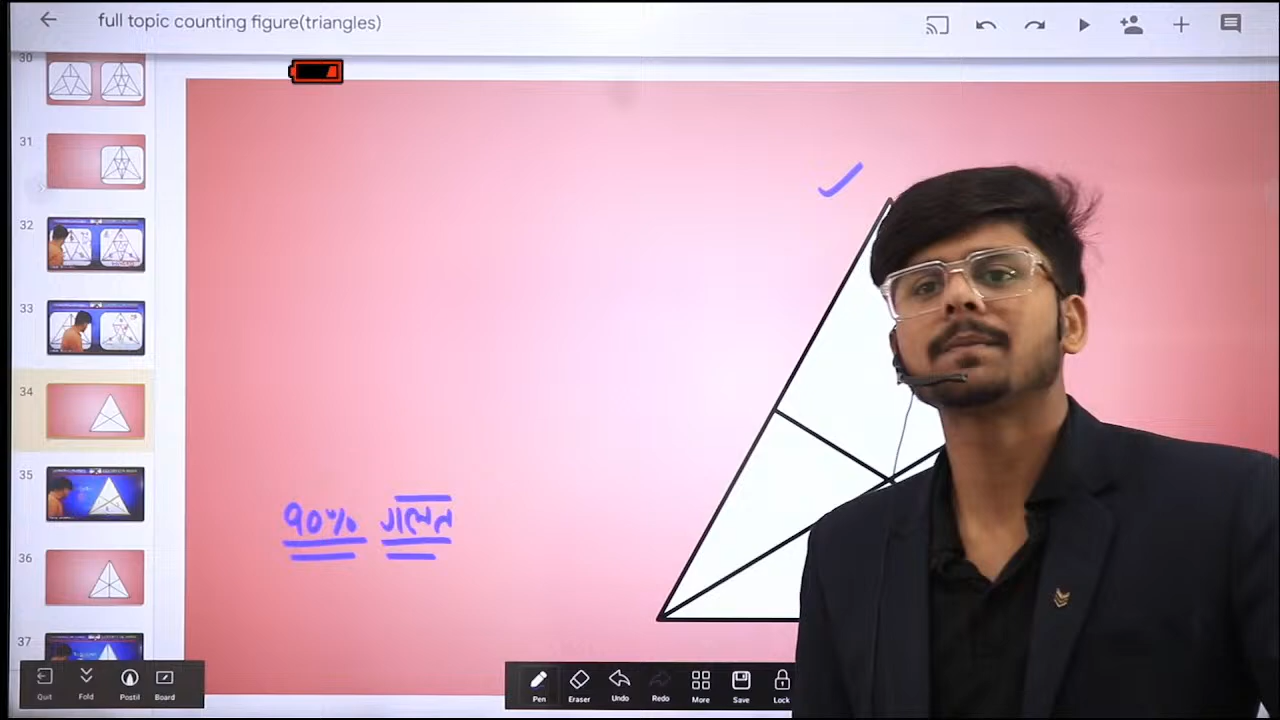 full topic counting figure(triangles)
30
31
32
33
34
35
36
37
90% गलत
Quit Fold Postil Board
Pen Eraser Undo Redo More Save Lock